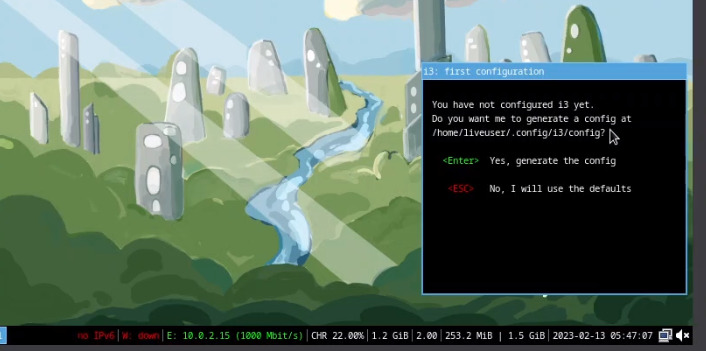 i3: first configuration
You have not configured i3 yet.
Do you want me to generate a config at
/home/liveuser/.config/i3/config?
<Enter> Yes, generate the config
<ESC> No, I will use the defaults
no IPv6 | W: down | E: 10.0.2.15 (1000 Mbit/s) | CHR 22.00% | 1.2 GiB | 2.00 | 253.2 MiB | 1.5 GiB | 2023-02-13 05:47:07